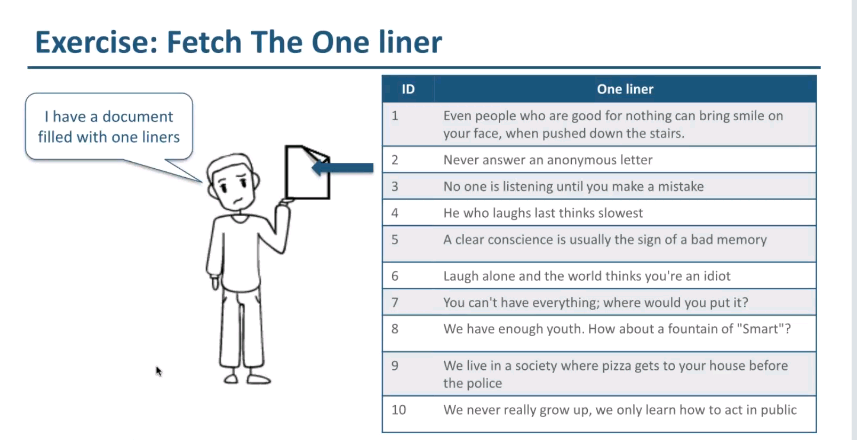 Exercise: Fetch The One liner
I have a document
filled with one liners
ID One liner
1 Even people who are good for nothing can bring smile on
your face, when pushed down the stairs.
2 Never answer an anonymous letter
3 No one is listening until you make a mistake
4 He who laughs last thinks slowest
5 A clear conscience is usually the sign of a bad memory
6 Laugh alone and the world thinks you're an idiot
7 You can't have everything; where would you put it?
8 We have enough youth. How about a fountain of "Smart"?
9 We live in a society where pizza gets to your house before
the police
10 We never really grow up, we only learn how to act in public